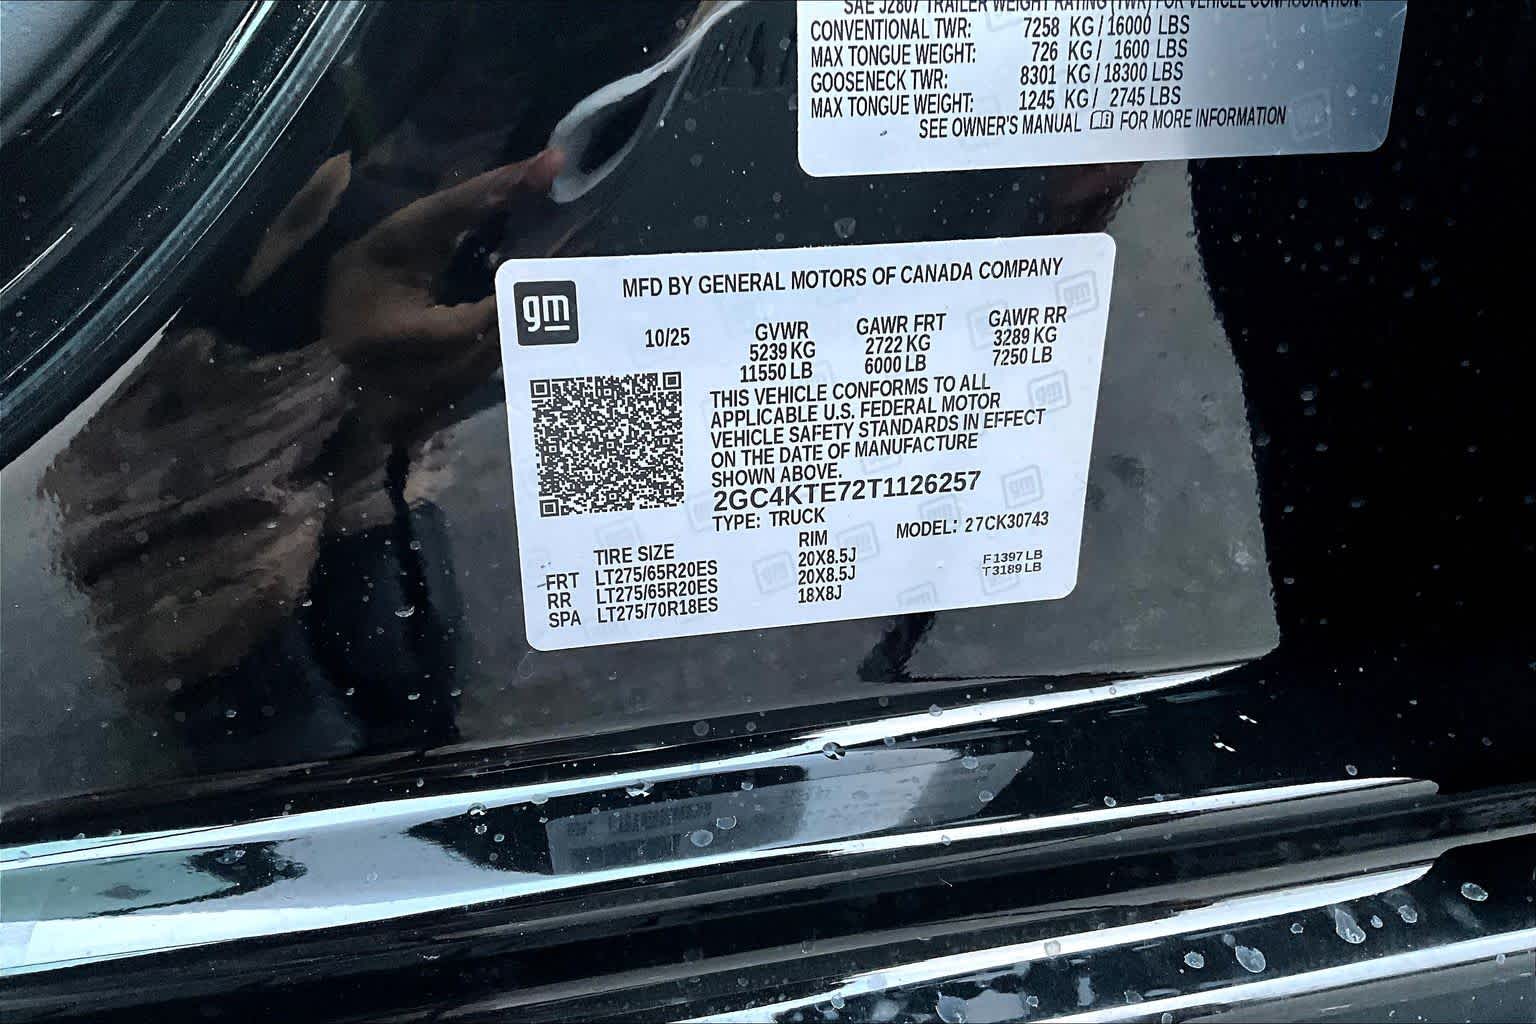 SAE J2807 TRAILER WEIGHT RATING (TWR) FOR VEHICLE CONFIGURATION.
CONVENTIONAL TWR: 7258 KG/16000 LBS
MAX TONGUE WEIGHT: 726 KG/ 1600 LBS
GOOSENECK TWR: 8301 KG/18300 LBS
MAX TONGUE WEIGHT: 1245 KG/ 2745 LBS
SEE OWNER'S MANUAL FOR MORE INFORMATION
gm
MFD BY GENERAL MOTORS OF CANADA COMPANY
10/25 GVWR GAWR FRT GAWR RR
5239 KG 2722 KG 3289 KG
11550 LB 6000 LB 7250 LB
THIS VEHICLE CONFORMS TO ALL
APPLICABLE U.S. FEDERAL MOTOR
VEHICLE SAFETY STANDARDS IN EFFECT
ON THE DATE OF MANUFACTURE
SHOWN ABOVE.
2GC4KTE72T1126257
TYPE: TRUCK MODEL: 27CK30743
TIRE SIZE RIM
FRT LT275/65R20ES 20X8.5J F1397 LB
RR LT275/65R20ES 20X8.5J T3189 LB
SPA LT275/70R18ES 18X8J